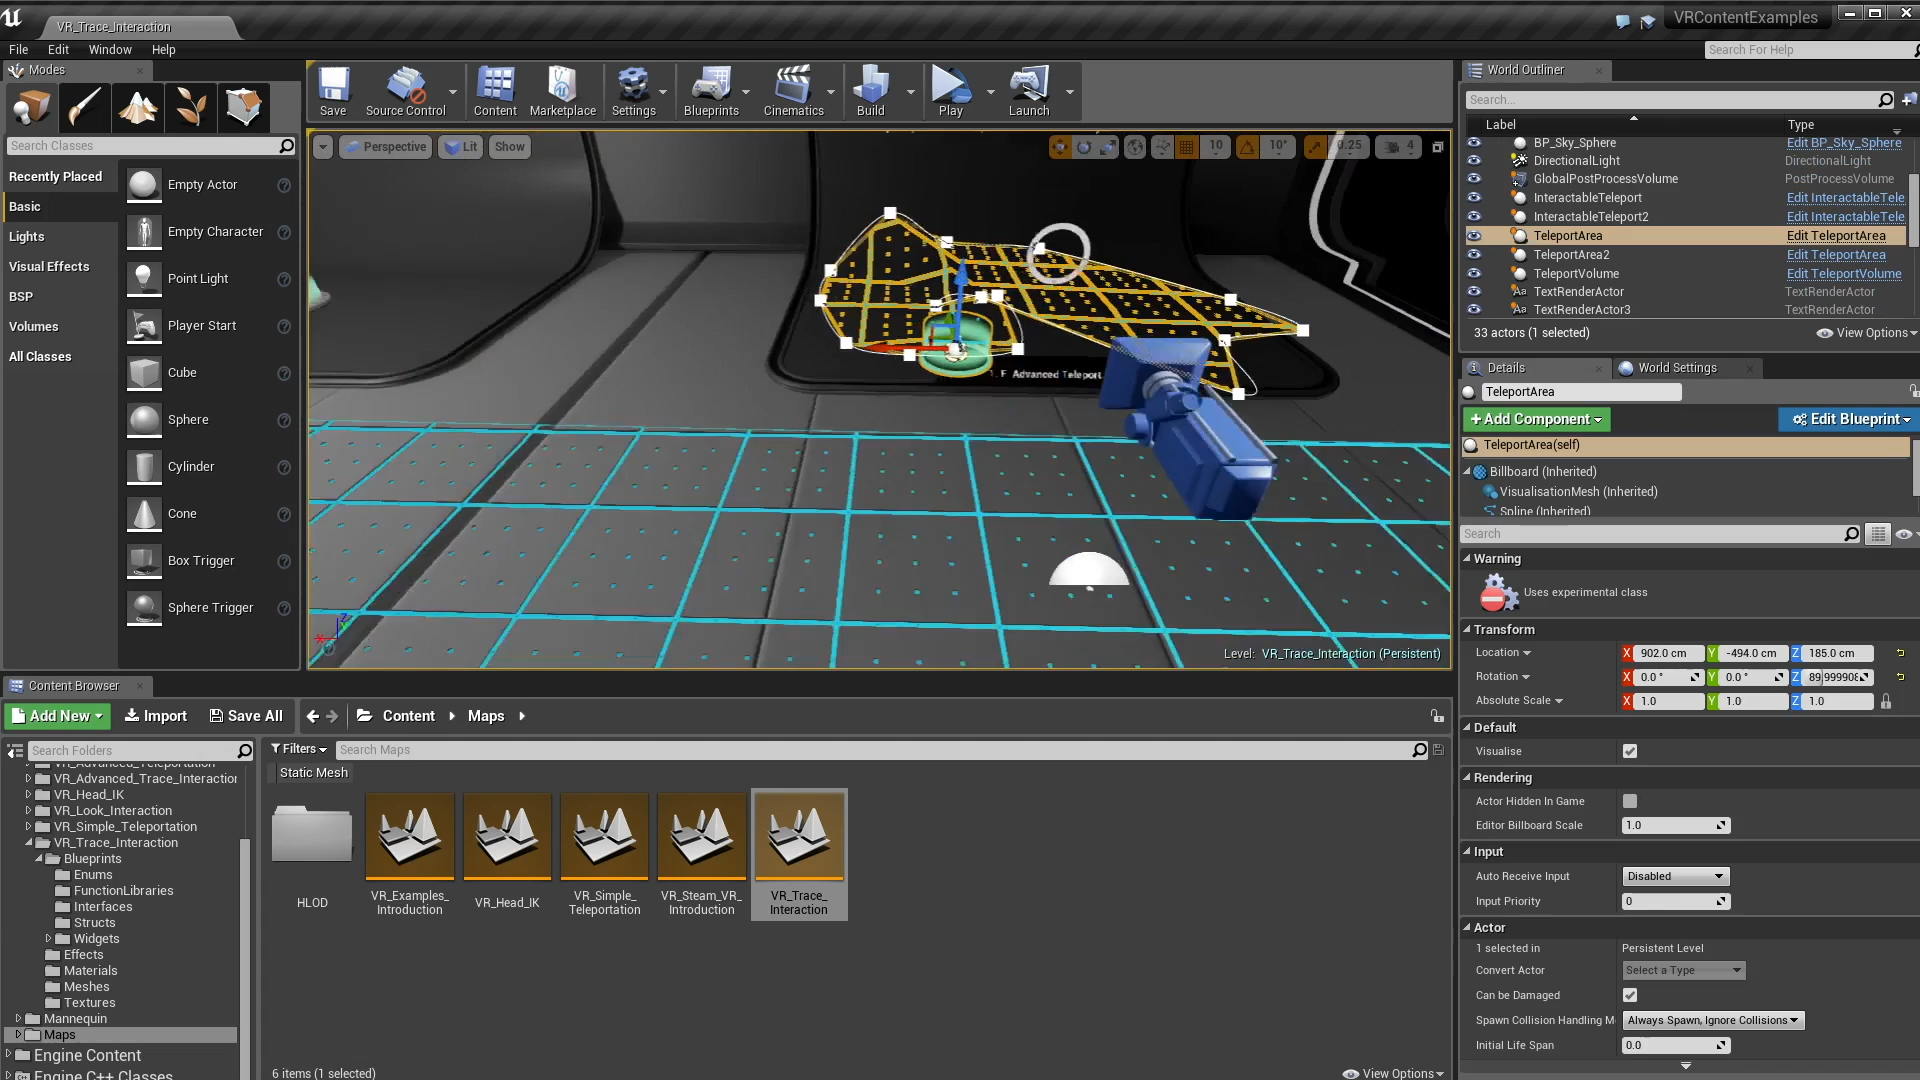 VR_Trace_Interaction
VRContentExamples
File Edit Window Help
Search For Help
Modes
Search Classes
Recently Placed
Basic
Lights
Visual Effects
BSP
Volumes
All Classes
Empty Actor
Empty Character
Point Light
Player Start
Cube
Sphere
Cylinder
Cone
Box Trigger
Sphere Trigger
Save
Source Control
Content
Marketplace
Settings
Blueprints
Cinematics
Build
Play
Launch
Perspective
Lit
Show
10
10°
0.25
4
Advanced Teleport
Level: VR_Trace_Interaction (Persistent)
World Outliner
Search...
Label Type
BP_Sky_Sphere Edit BP_Sky_Sphere
DirectionalLight DirectionalLight
GlobalPostProcessVolume PostProcessVolume
InteractableTeleport Edit InteractableTele
InteractableTeleport2 Edit InteractableTele
TeleportArea Edit TeleportArea
TeleportArea2 Edit TeleportArea
TeleportVolume Edit TeleportVolume
TextRenderActor TextRenderActor
TextRenderActor3 TextRenderActor
33 actors (1 selected) View Options
Details World Settings
TeleportArea
+Add Component Edit Blueprint
TeleportArea(self)
Billboard (Inherited)
VisualisationMesh (Inherited)
Spline (Inherited)
Search
Warning
Uses experimental class
Transform
Location X 902.0 cm Y -494.0 cm Z 185.0 cm
Rotation X 0.0 ° Y 0.0 ° Z 89.999908
Absolute Scale X 1.0 Y 1.0 Z 1.0
Default
Visualise
Rendering
Actor Hidden In Game
Editor Billboard Scale 1.0
Input
Auto Receive Input Disabled
Input Priority 0
Actor
1 selected in Persistent Level
Convert Actor Select a Type
Can be Damaged
Spawn Collision Handling M Always Spawn, Ignore Collisions
Initial Life Span 0.0
Content Browser
Add New Import Save All Content Maps
Search Folders
Filters Search Maps
Static Mesh
VR_Advanced_Teleportation
VR_Advanced_Trace_Interaction
VR_Head_IK
VR_Look_Interaction
VR_Simple_Teleportation
VR_Trace_Interaction
Blueprints
Enums
FunctionLibraries
Interfaces
Structs
Widgets
Effects
Materials
Meshes
Textures
Mannequin
Maps
Engine Content
Engine C++ Classes
HLOD
VR_Examples_
Introduction
VR_Head_IK
VR_Simple_
Teleportation
VR_Steam_VR_
Introduction
VR_Trace_
Interaction
6 items (1 selected)
View Options